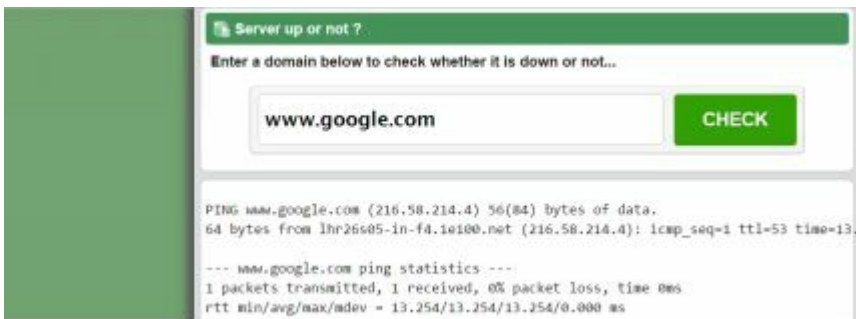 Server up or not ?
Enter a domain below to check whether it is down or not...
www.google.com
CHECK
PING www.google.com (216.58.214.4) 56(84) bytes of data.
64 bytes from lhr26s05-in-f4.1e100.net (216.58.214.4): icmp_seq=1 ttl=53 time=13.
--- www.google.com ping statistics ---
1 packets transmitted, 1 received, 0% packet loss, time 0ms
rtt min/avg/max/mdev = 13.254/13.254/13.254/0.000 ms